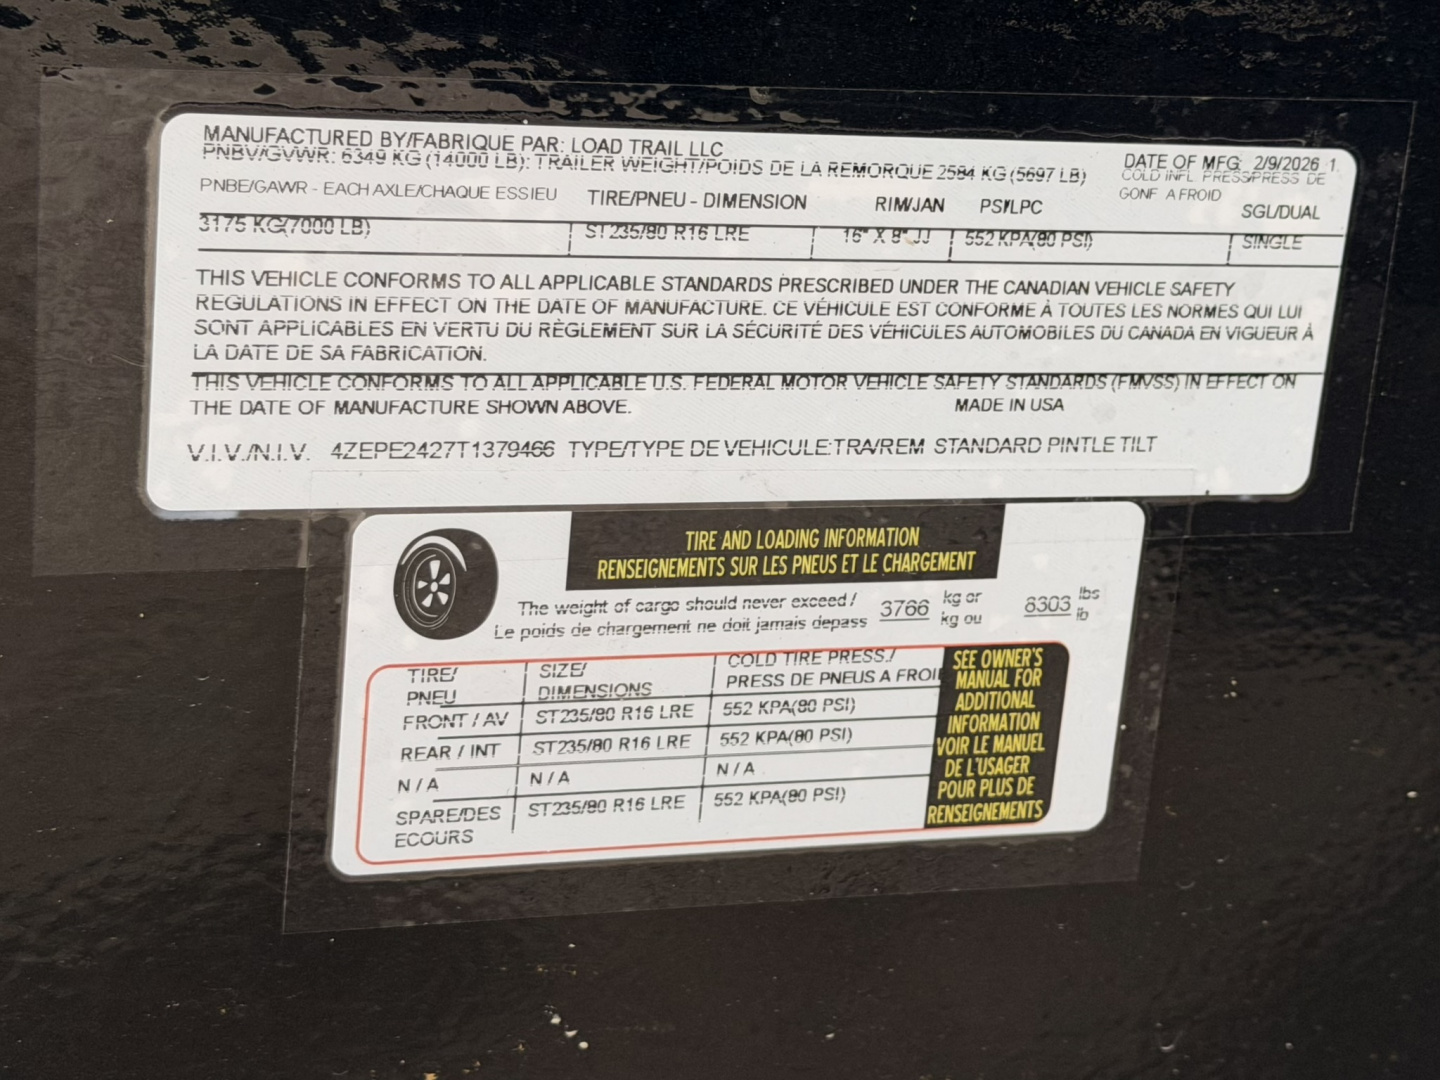 MANUFACTURED BY/FABRIQUE PAR: LOAD TRAIL LLC
PNBV/GVWR: 6349 KG (14000 LB): TRAILER WEIGHT/POIDS DE LA REMORQUE 2584 KG (5697 LB)
DATE OF MFG: 2/9/2026 1
COLD INFL. PRESS/PRESS DE
GONF A FROID
PNBE/GAWR - EACH AXLE/CHAQUE ESSIEU TIRE/PNEU - DIMENSION RIM/JAN PSI/LPC SGL/DUAL
3175 KG(7000 LB) ST235/80 R16 LRE 16" X 8" JJ 552 KPA(80 PSI) SINGLE
THIS VEHICLE CONFORMS TO ALL APPLICABLE STANDARDS PRESCRIBED UNDER THE CANADIAN VEHICLE SAFETY
REGULATIONS IN EFFECT ON THE DATE OF MANUFACTURE. CE VÉHICULE EST CONFORME À TOUTES LES NORMES QUI LUI
SONT APPLICABLES EN VERTU DU RÈGLEMENT SUR LA SÉCURITÉ DES VÉHICULES AUTOMOBILES DU CANADA EN VIGUEUR À
LA DATE DE SA FABRICATION.
THIS VEHICLE CONFORMS TO ALL APPLICABLE U.S. FEDERAL MOTOR VEHICLE SAFETY STANDARDS (FMVSS) IN EFFECT ON
THE DATE OF MANUFACTURE SHOWN ABOVE. MADE IN USA
V.I.V./N.I.V. 4ZEPE2427T1379466 TYPE/TYPE DE VEHICULE:TRA/REM STANDARD PINTLE TILT
TIRE AND LOADING INFORMATION
RENSEIGNEMENTS SUR LES PNEUS ET LE CHARGEMENT
The weight of cargo should never exceed / 3766 kg or 8303 lbs
Le poids de chargement ne doit jamais depass kg ou lb
TIRE/ SIZE/ COLD TIRE PRESS./
PNEU DIMENSIONS PRESS DE PNEUS A FROI
FRONT / AV ST235/80 R16 LRE 552 KPA(80 PSI)
REAR / INT ST235/80 R16 LRE 552 KPA(80 PSI)
N / A N / A N / A
SPARE/DES ST235/80 R16 LRE 552 KPA(80 PSI)
ECOURS
SEE OWNER'S
MANUAL FOR
ADDITIONAL
INFORMATION
VOIR LE MANUEL
DE L'USAGER
POUR PLUS DE
RENSEIGNEMENTS